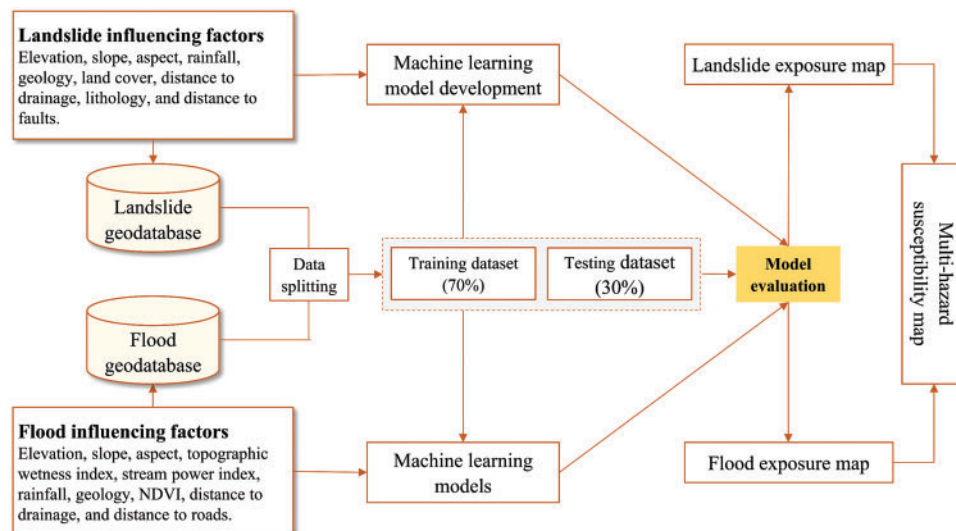 Landslide influencing factors
Elevation, slope, aspect, rainfall,
geology, land cover, distance to
drainage, lithology, and distance to
faults.
Machine learning
model development
Landslide exposure map
Landslide
geodatabase
Data
splitting
Training dataset
(70%)
Testing dataset
(30%)
Model
evaluation
Multi-hazard
susceptibility map
Flood
geodatabase
Flood influencing factors
Elevation, slope, aspect, topographic
wetness index, stream power index,
rainfall, geology, NDVI, distance to
drainage, and distance to roads.
Machine learning
models
Flood exposure map